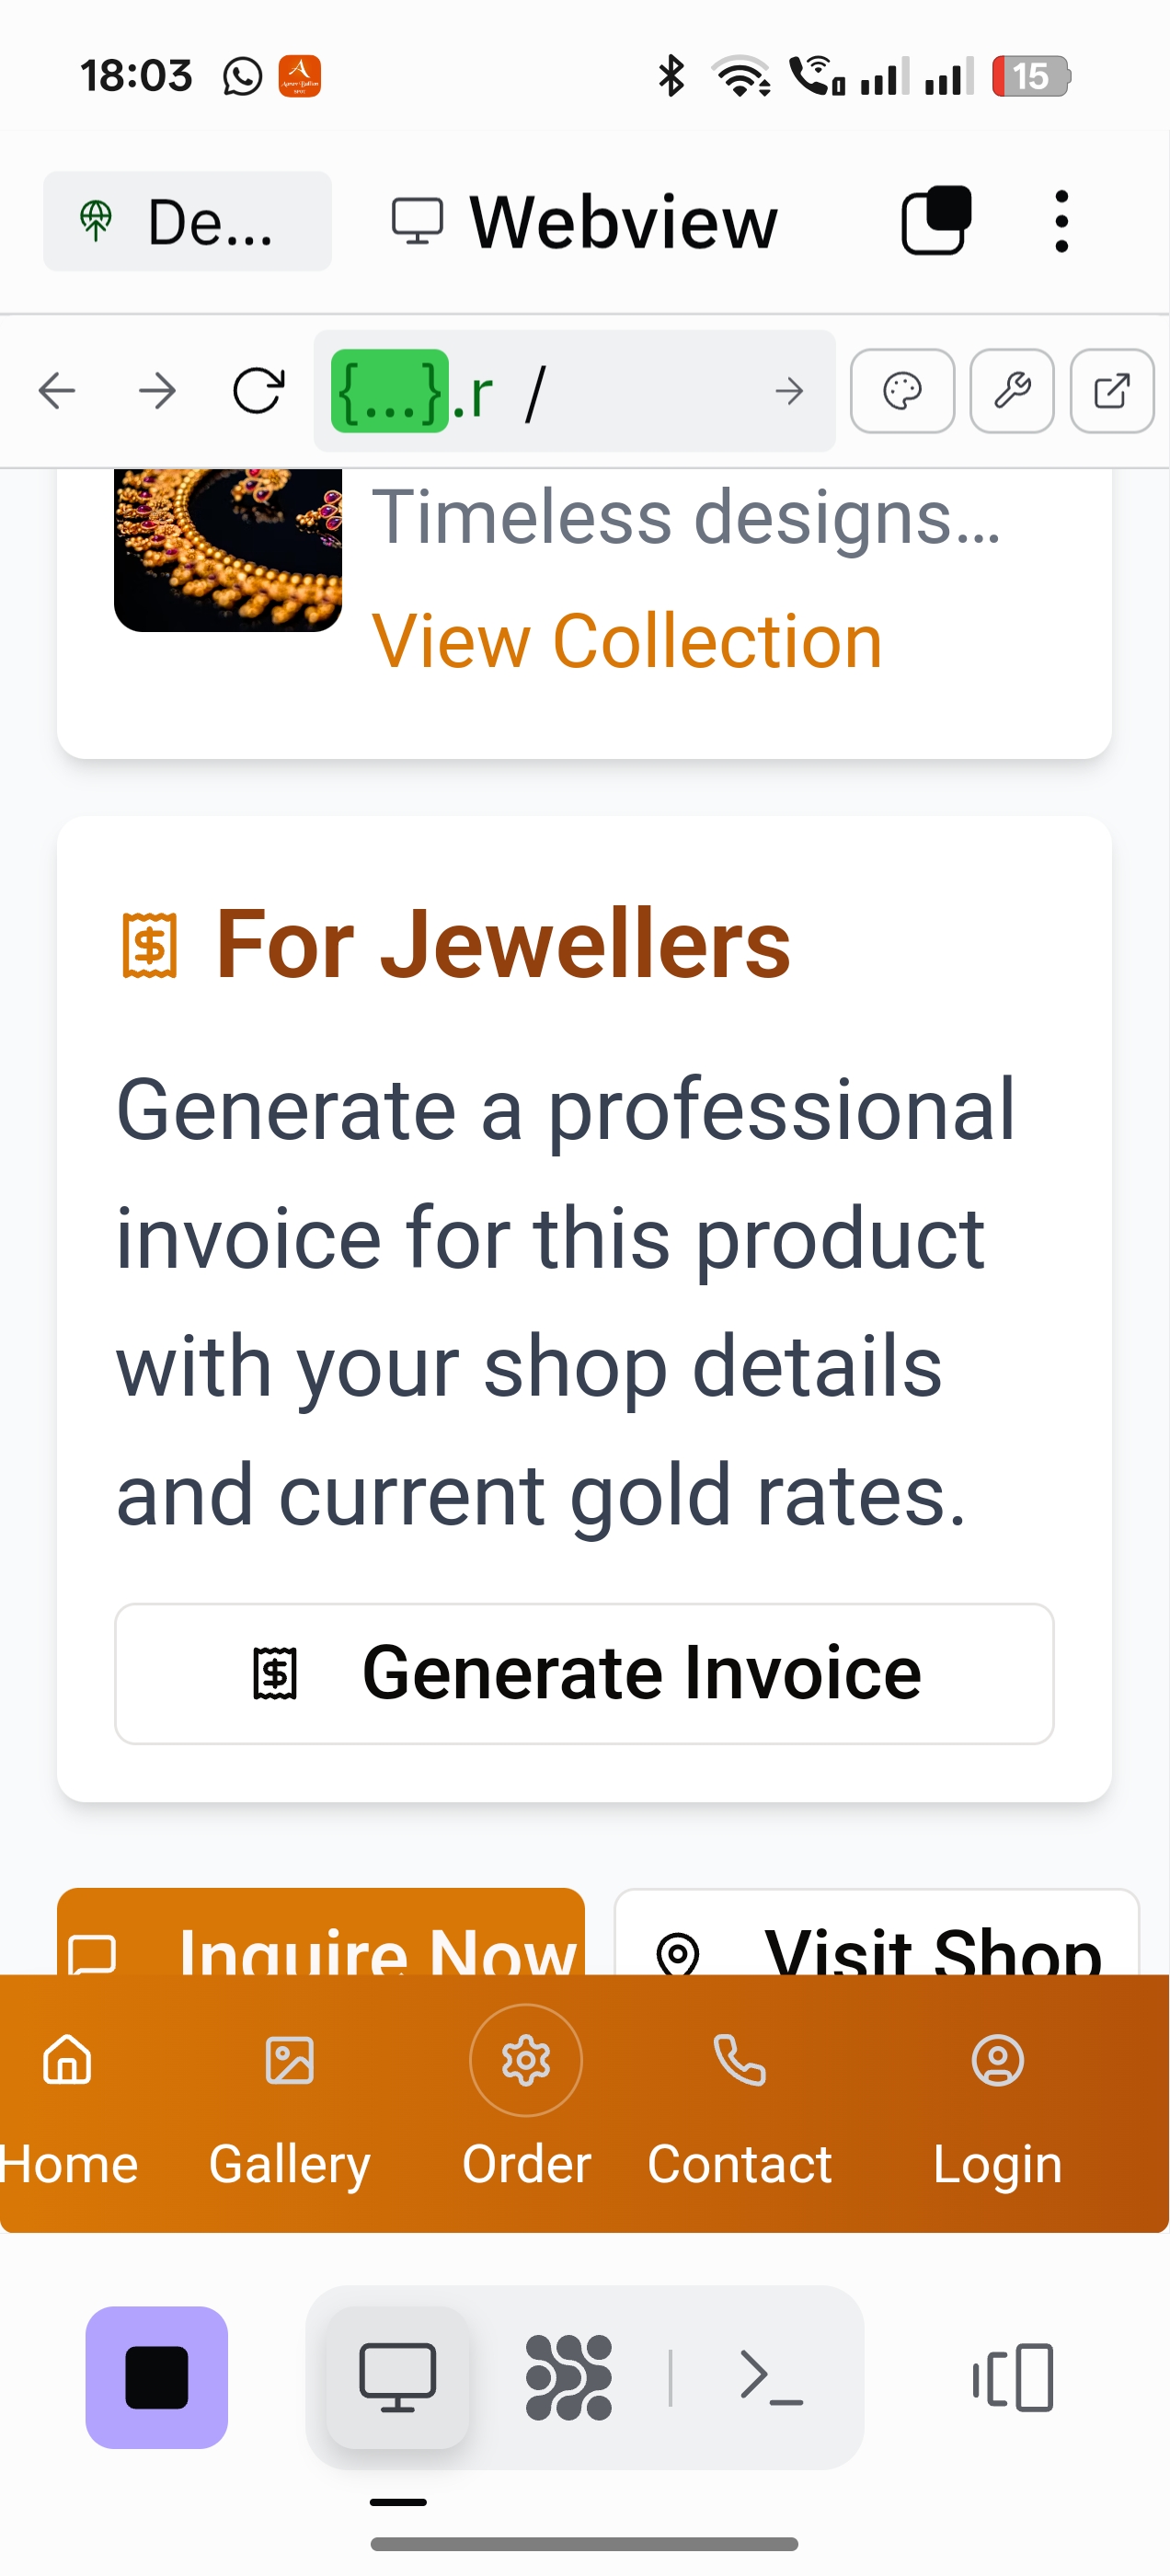 18:03
15
De...
Webview
{...}.r /
Timeless designs...
View Collection
For Jewellers
Generate a professional
invoice for this product
with your shop details
and current gold rates.
Generate Invoice
Inquire Now
Visit Shop
Home
Gallery
Order
Contact
Login